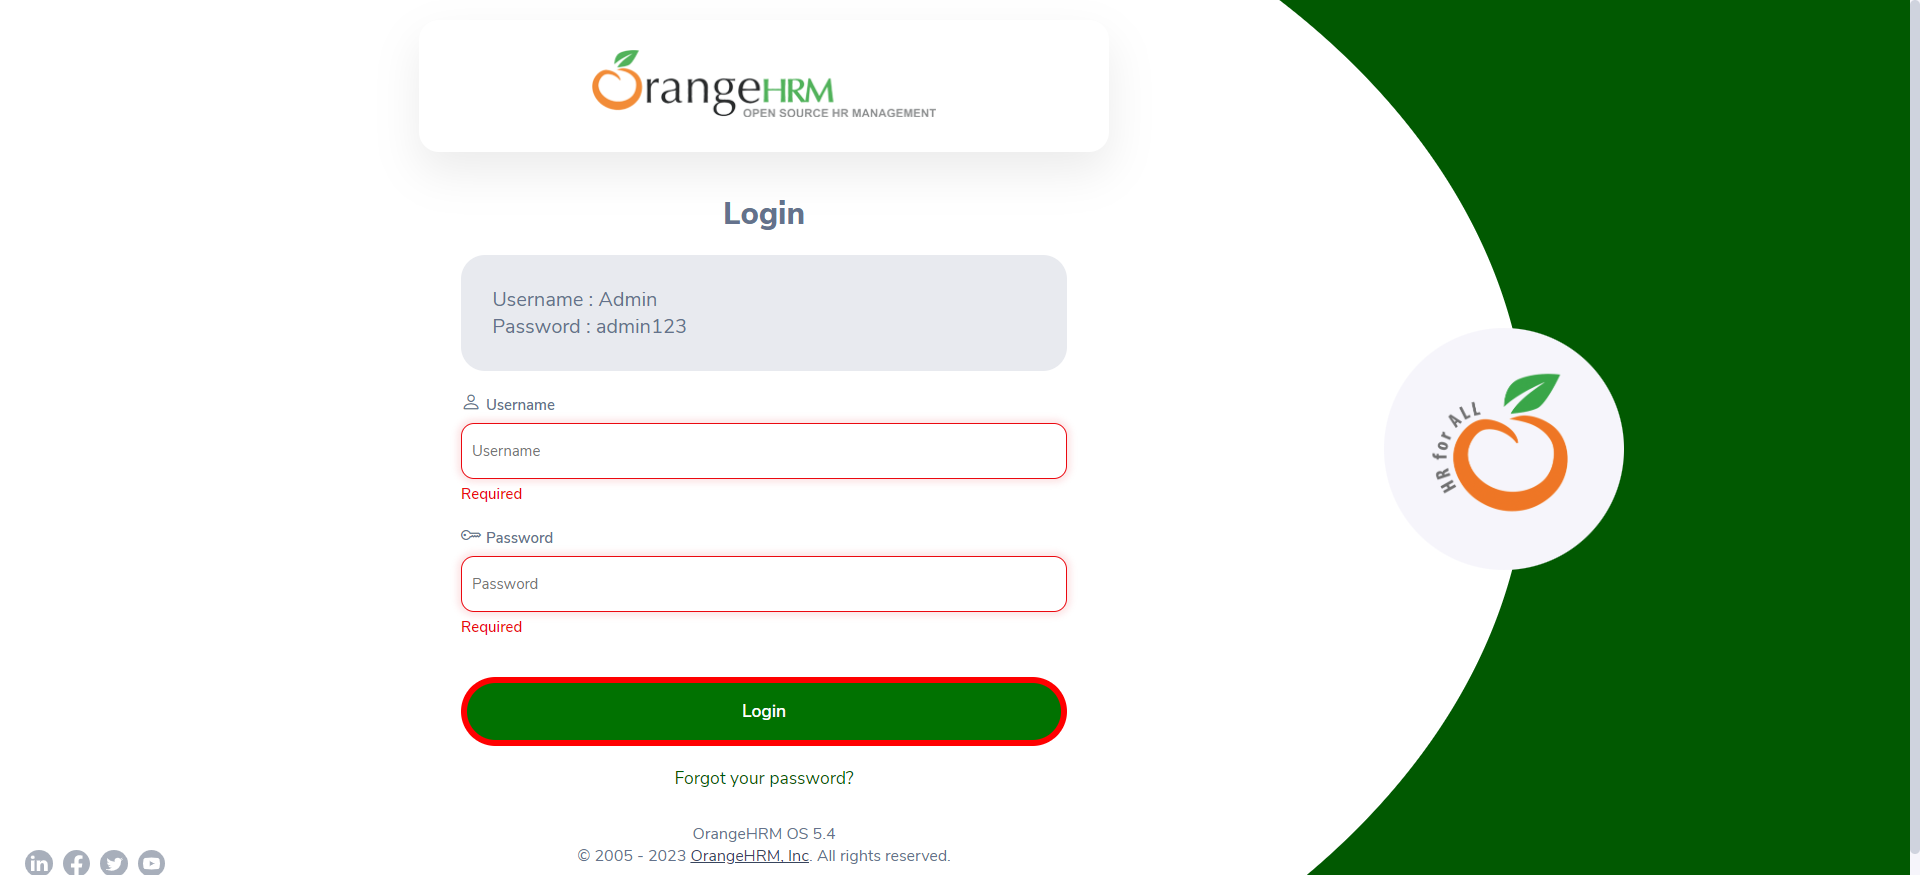 OrangeHRM
OPEN SOURCE HR MANAGEMENT
Login
Username : Admin
Password : admin123
Username
Username
Required
Password
Password
Required
Login
Forgot your password?
OrangeHRM OS 5.4
© 2005 - 2023 OrangeHRM, Inc. All rights reserved.
HR for ALL